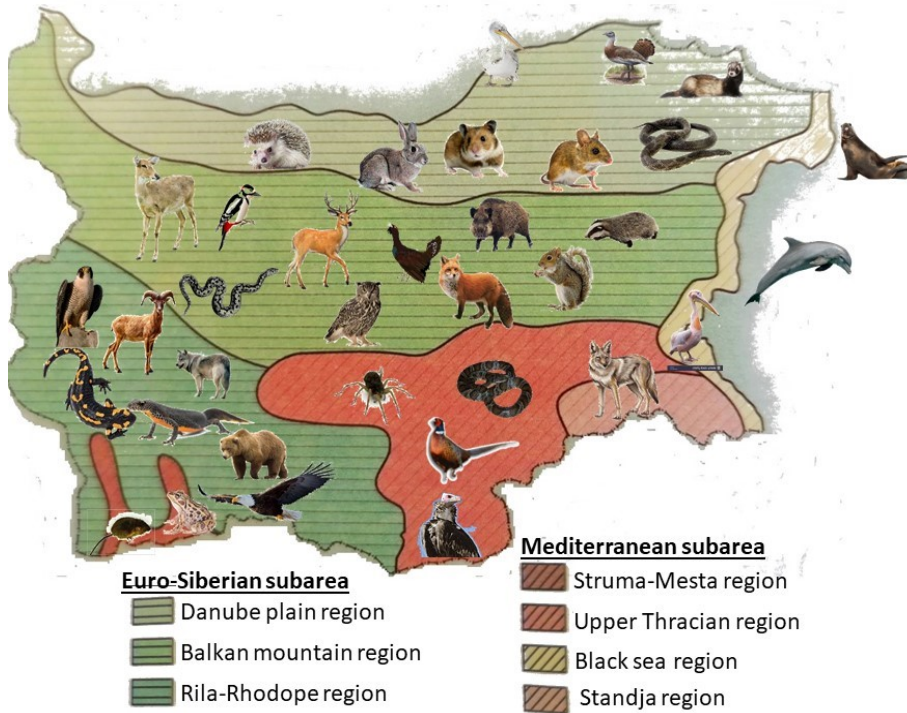 Euro-Siberian subarea
Danube plain region
Balkan mountain region
Rila-Rhodope region
Mediterranean subarea
Struma-Mesta region
Upper Thracian region
Black sea region
Standja region